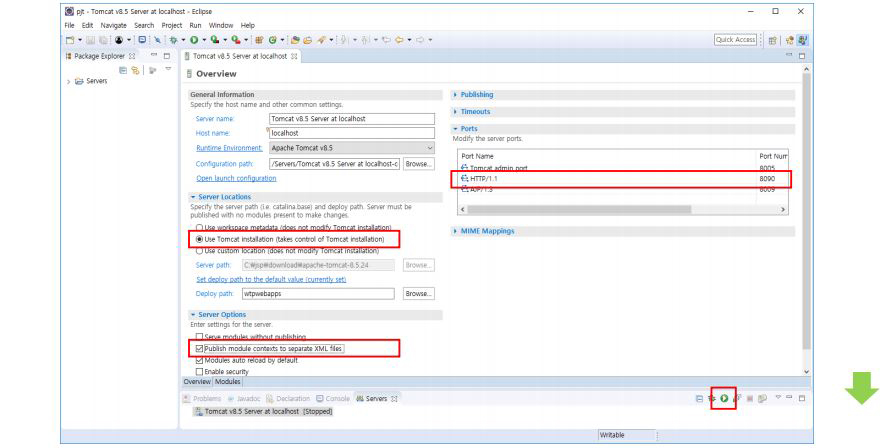 pjt - Tomcat v8.5 Server at localhost - Eclipse
File Edit Navigate Search Project Run Window Help
Quick Access
Package Explorer
Servers
Tomcat v8.5 Server at localhost
Overview
General Information
Specify the host name and other common settings.
Server name: Tomcat v8.5 Server at localhost
Host name: localhost
Runtime Environment: Apache Tomcat v8.5
Configuration path: /Servers/Tomcat v8.5 Server at localhost-c Browse...
Open launch configuration
Server Locations
Specify the server path (i.e. catalina.base) and deploy path. Server must be
published with no modules present to make changes.
Use workspace metadata (does not modify Tomcat installation)
Use Tomcat installation (takes control of Tomcat installation)
Use custom location (does not modify Tomcat installation)
Server path: C:₩jsp₩download₩apache-tomcat-8.5.24 Browse...
Set deploy path to the default value (currently set)
Deploy path: wtpwebapps Browse...
Server Options
Enter settings for the server.
Serve modules without publishing
Publish module contexts to separate XML files
Modules auto reload by default
Enable security
Overview Modules
Publishing
Timeouts
Ports
Modify the server ports.
Port Name Port Num
Tomcat admin port 8005
HTTP/1.1 8090
AJP/1.3 8009
MIME Mappings
Problems Javadoc Declaration Console Servers
Tomcat v8.5 Server at localhost [Stopped]
Writable